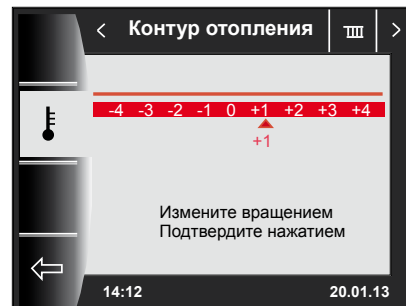 < Контур отопления >
-4 -3 -2 -1 0 +1 +2 +3 +4
+1
Измените вращением
Подтвердите нажатием
14:12 20.01.13